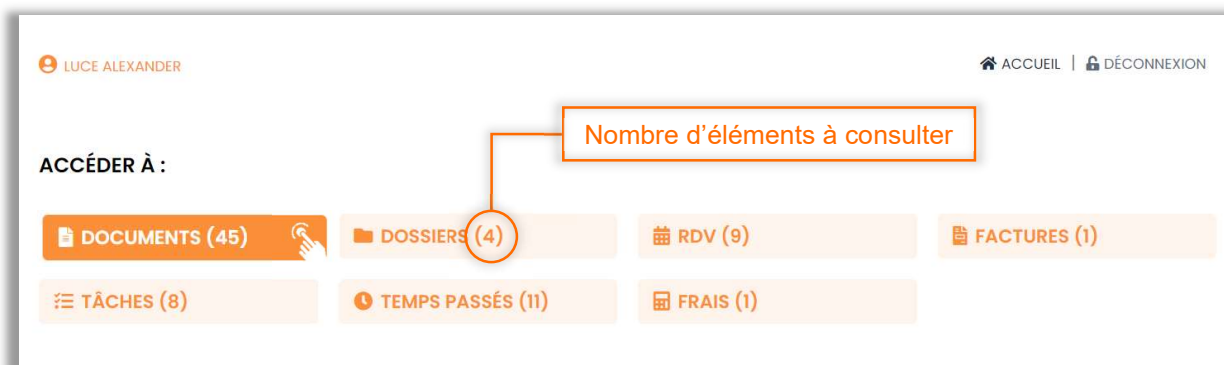 LUCE ALEXANDER
ACCUEIL | DÉCONNEXION
Nombre d'éléments à consulter
ACCÉDER À :
DOCUMENTS (45) DOSSIERS (4) RDV (9) FACTURES (1)
TÂCHES (8) TEMPS PASSÉS (11) FRAIS (1)